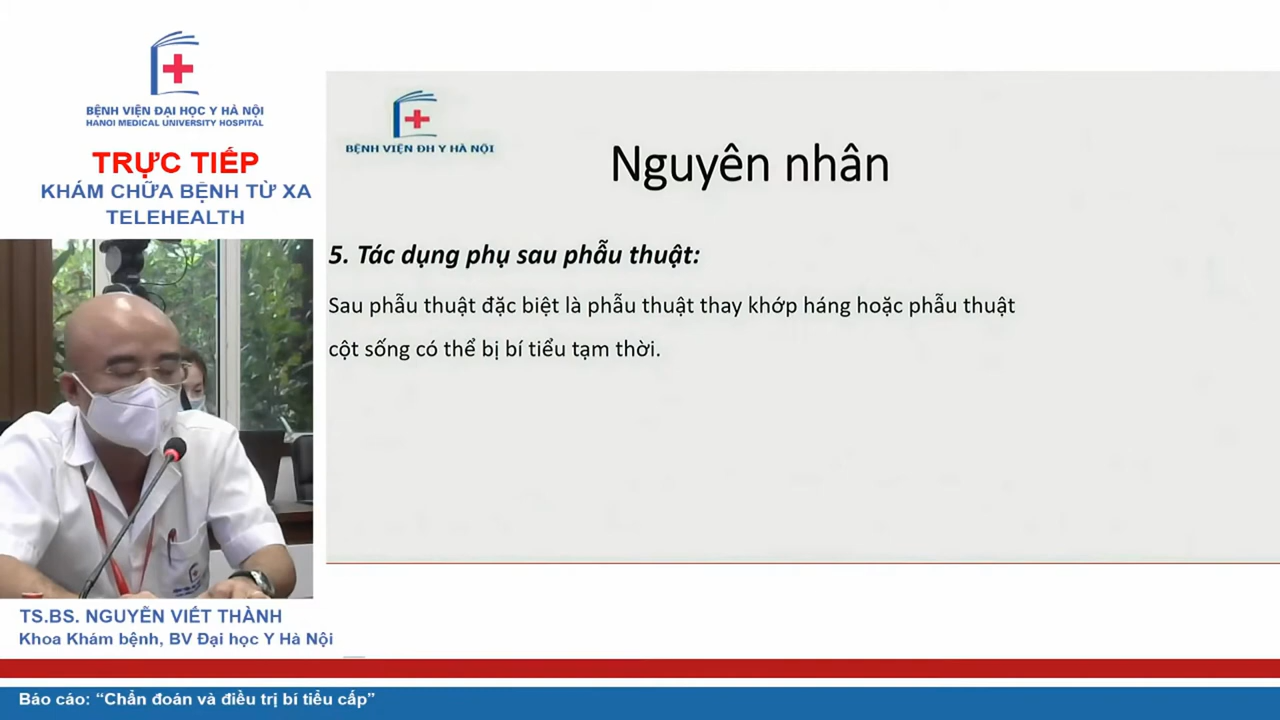 BỆNH VIỆN ĐẠI HỌC Y HÀ NỘI
HANOI MEDICAL UNIVERSITY HOSPITAL
TRỰC TIẾP
KHÁM CHỮA BỆNH TỪ XA
TELEHEALTH
BỆNH VIỆN ĐH Y HÀ NỘI
Nguyên nhân
5. Tác dụng phụ sau phẫu thuật:
Sau phẫu thuật đặc biệt là phẫu thuật thay khớp háng hoặc phẫu thuật
cột sống có thể bị bí tiểu tạm thời.
TS.BS. NGUYỄN VIẾT THÀNH
Khoa Khám bệnh, BV Đại học Y Hà Nội
Báo cáo: “Chẩn đoán và điều trị bí tiểu cấp”